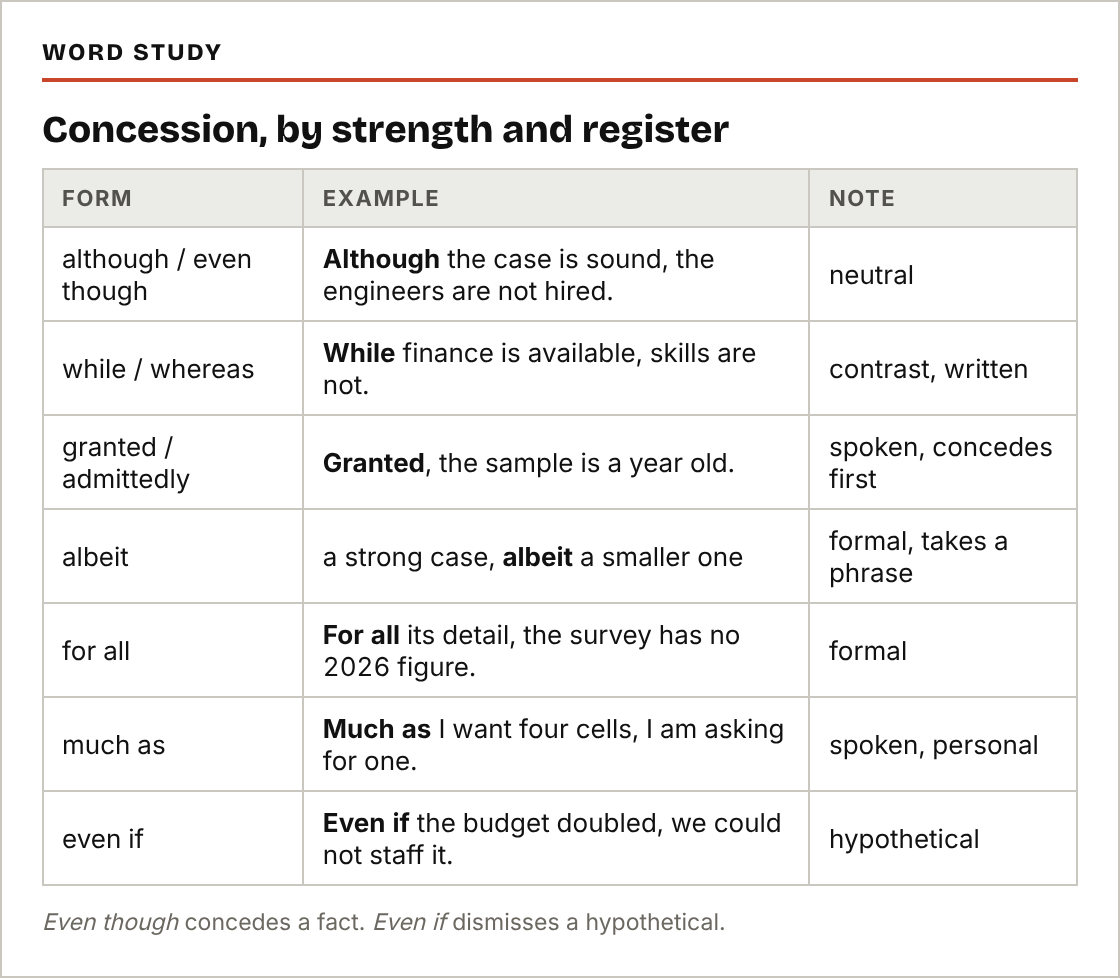 WORD STUDY
Concession, by strength and register
FORM EXAMPLE NOTE
although / even
though
Although the case is sound, the
engineers are not hired.
neutral
while / whereas
While finance is available, skills are
not.
contrast, written
granted /
admittedly
Granted, the sample is a year old.
spoken, concedes
first
albeit
a strong case, albeit a smaller one
formal, takes a
phrase
for all
For all its detail, the survey has no
2026 figure.
formal
much as
Much as I want four cells, I am asking
for one.
spoken, personal
even if
Even if the budget doubled, we could
not staff it.
hypothetical
Even though concedes a fact. Even if dismisses a hypothetical.